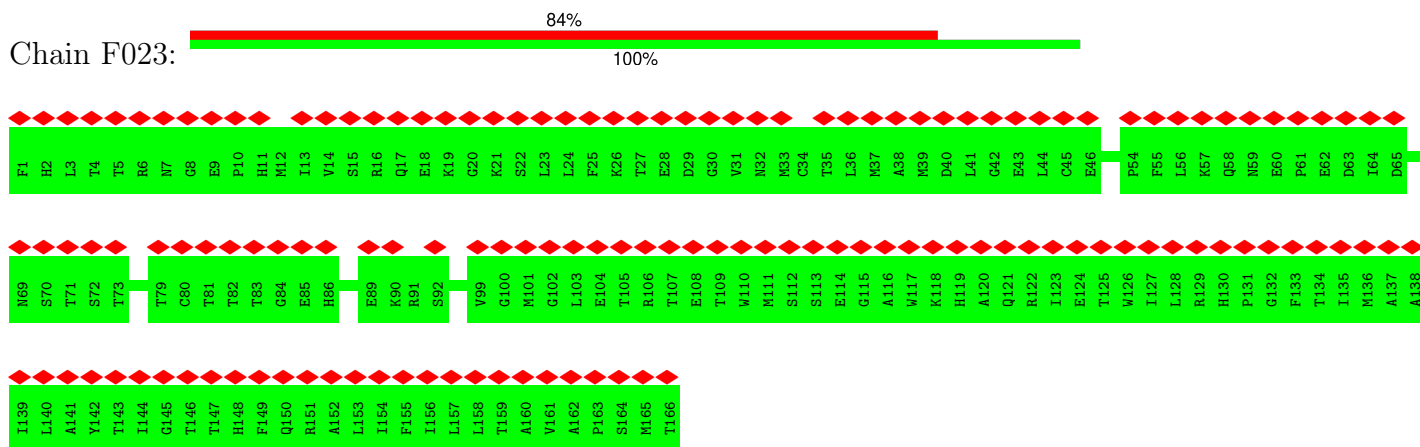 84%
Chain F023:
100%
F1 H2 L3 T4 T5 R6 N7 G8 E9 P10 H11 M12 I13 V14 S15 R16 Q17 E18 K19 G20 K21 S22 L23 L24 F25 K26 T27 E28 D29 G30 V31 N32 M33 C34 T35 L36 M37 A38 M39 D40 L41 G42 E43 L44 C45 E46 P54 F55 L56 K57 Q58 N59 E60 P61 E62 D63 I64 D65
N69 S70 T71 S72 T73 T79 C80 T81 T82 T83 G84 E85 H86 E89 K90 R91 S92 V99 G100 M101 G102 L103 E104 T105 R106 T107 E108 T109 W110 M111 S112 S113 E114 G115 A116 W117 K118 H119 A120 Q121 R122 I123 E124 T125 W126 I127 L128 R129 H130 P131 G132 F133 T134 I135 M136 A137 A138
I139 L140 A141 Y142 T143 I144 G145 T146 T147 H148 F149 Q150 R151 A152 L153 I154 F155 I156 L157 L158 T159 A160 V161 A162 P163 S164 M165 T166